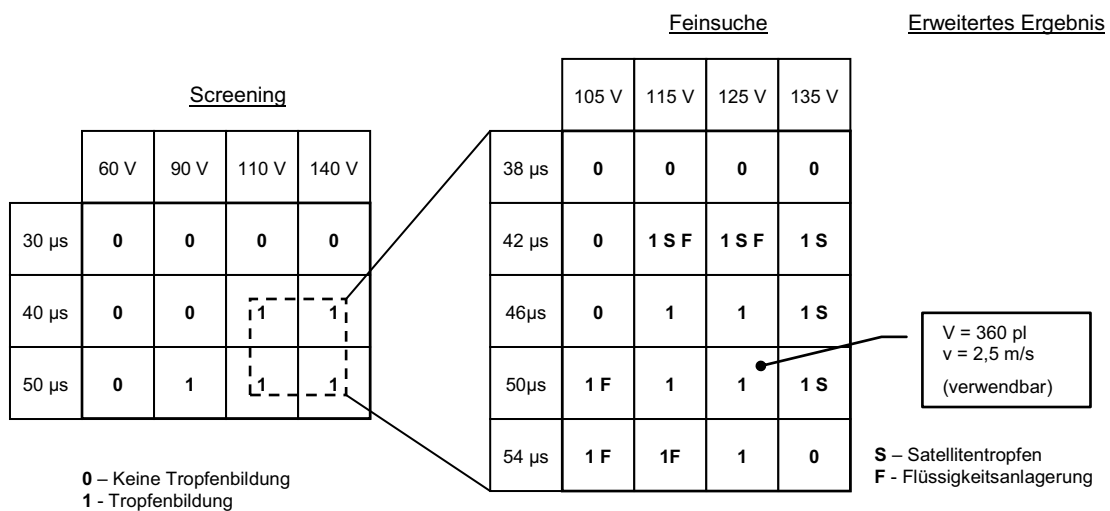 Feinsuche
Erweitertes Ergebnis
Screening
60 V 90 V 110 V 140 V
30 µs 0 0 0 0
40 µs 0 0 1 1
50 µs 0 1 1 1
0 – Keine Tropfenbildung
1 - Tropfenbildung
105 V 115 V 125 V 135 V
38 µs 0 0 0 0
42 µs 0 1 S F 1 S F 1 S
46µs 0 1 1 1 S
50µs 1 F 1 1 1 S
54 µs 1 F 1F 1 0
V = 360 pl
v = 2,5 m/s
(verwendbar)
S – Satellitentropfen
F - Flüssigkeitsanlagerung